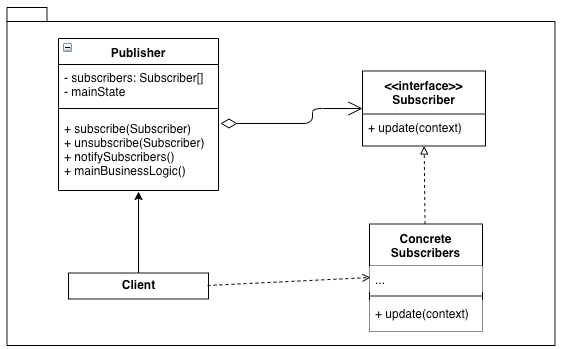 Publisher
- subscribers: Subscriber[]
- mainState
+ subscribe(Subscriber)
+ unsubscribe(Subscriber)
+ notifySubscribers()
+ mainBusinessLogic()
<<interface>>
Subscriber
+ update(context)
Client
Concrete
Subscribers
...
+ update(context)